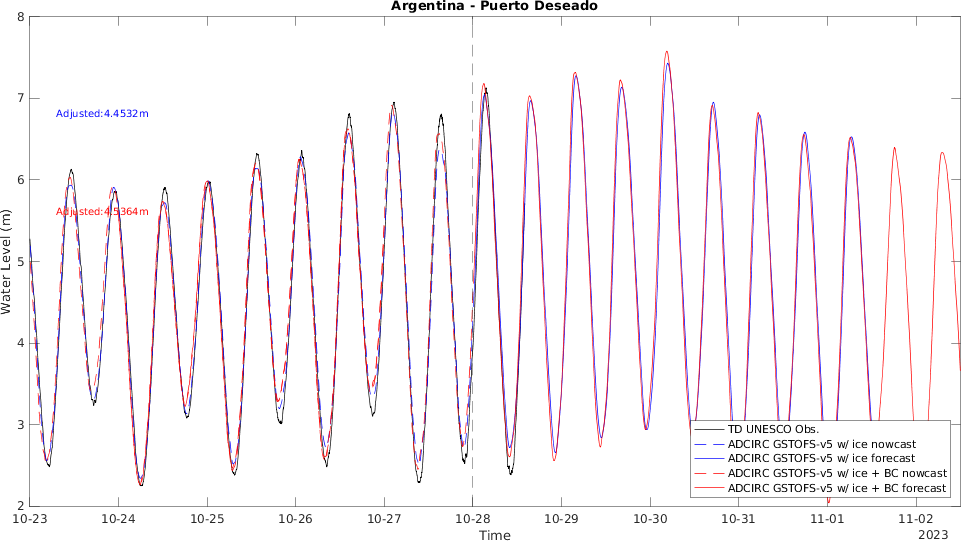 Argentina - Puerto Deseado
8
7
6
5
4
3
2
Water Level (m)
Adjusted:4.4532m
Adjusted:4.5364m
TD UNESCO Obs.
ADCIRC GSTOFS-v5 w/ ice nowcast
ADCIRC GSTOFS-v5 w/ ice forecast
ADCIRC GSTOFS-v5 w/ ice + BC nowcast
ADCIRC GSTOFS-v5 w/ ice + BC forecast
10-23 10-24 10-25 10-26 10-27 10-28 10-29 10-30 10-31 11-01 11-02
Time
2023